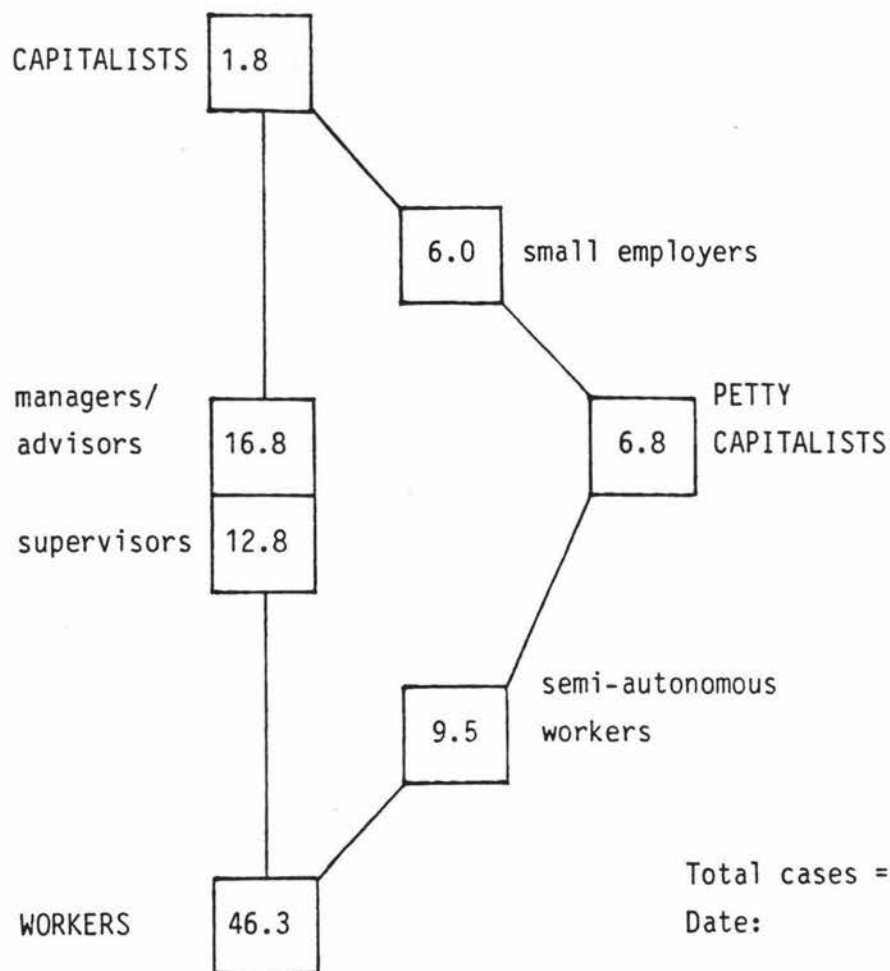 CAPITALISTS 1.8
6.0 small employers
managers/
advisors 16.8
6.8 PETTY
CAPITALISTS
supervisors 12.8
9.5 semi-autonomous
workers
WORKERS 46.3
Total cases =
Date: